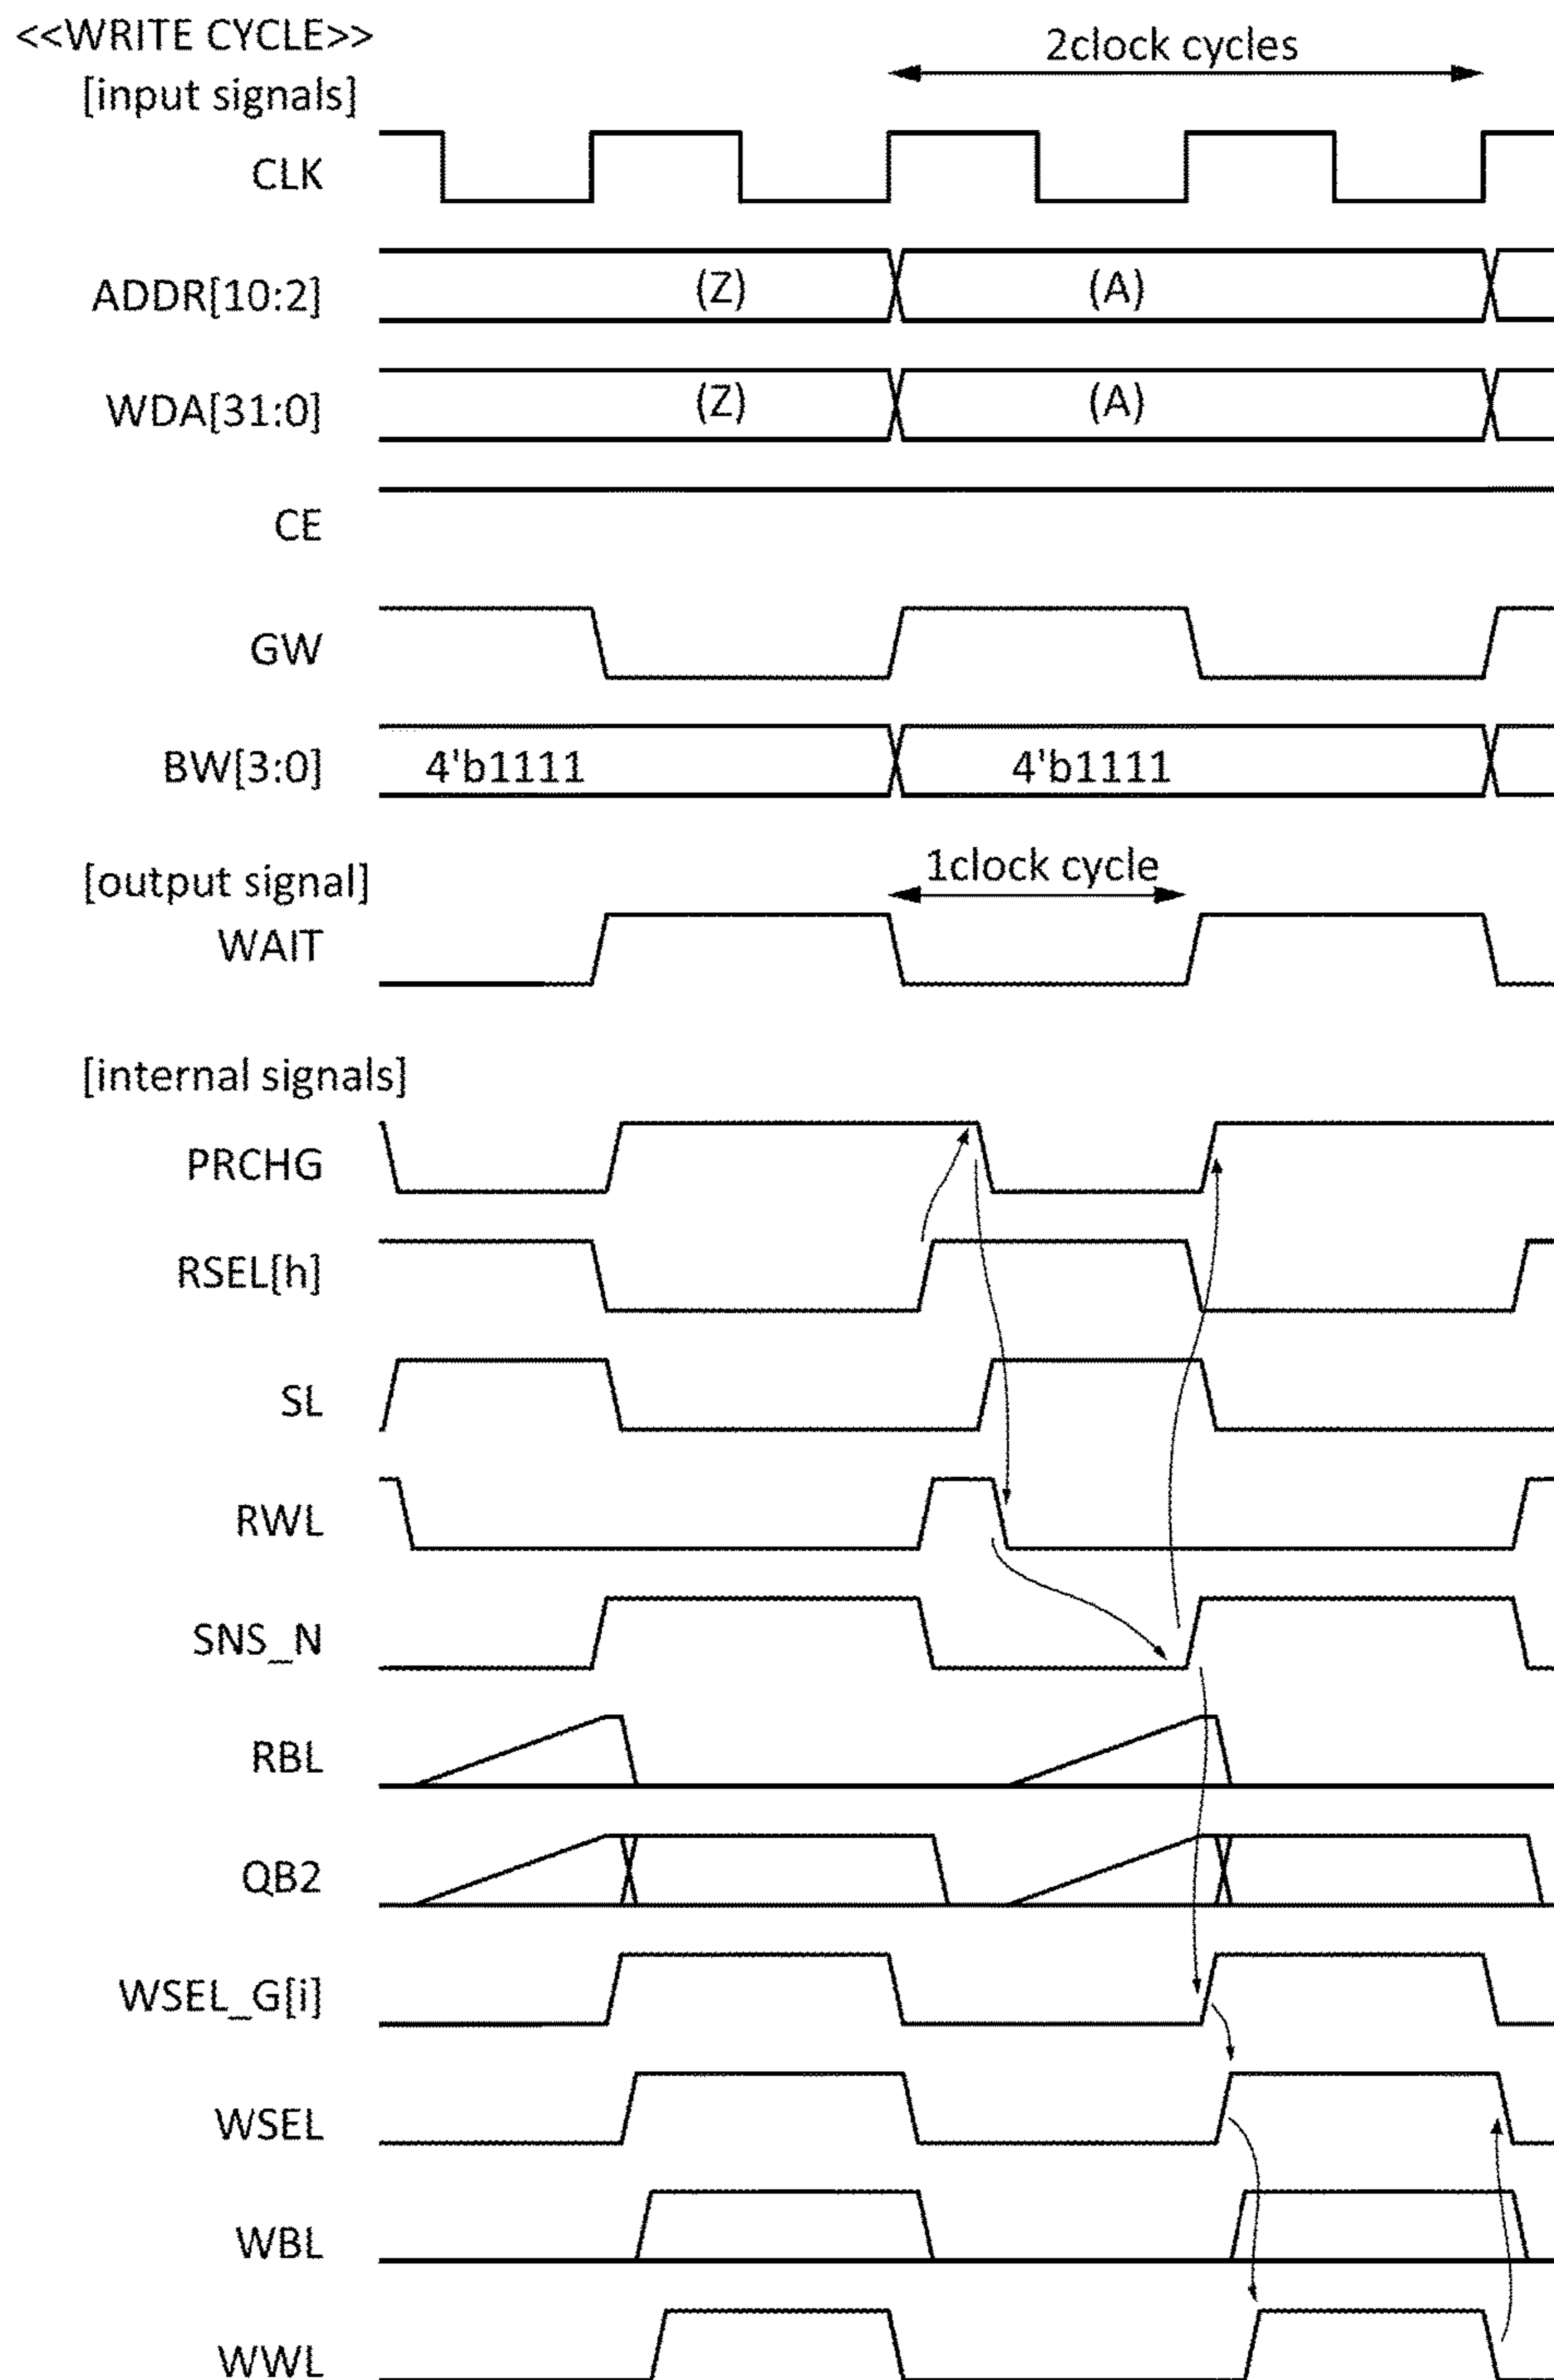 <<WRITE CYCLE>>
2clock cycles
[input signals]
CLK
ADDR[10:2]
(Z)
(A)
WDA[31:0]
(Z)
(A)
CE
GW
BW[3:0]
4'b1111
4'b1111
[output signal]
1clock cycle
WAIT
[internal signals]
PRCHG
RSEL[h]
SL
RWL
SNS_N
RBL
QB2
WSEL_G[i]
WSEL
WBL
WWL